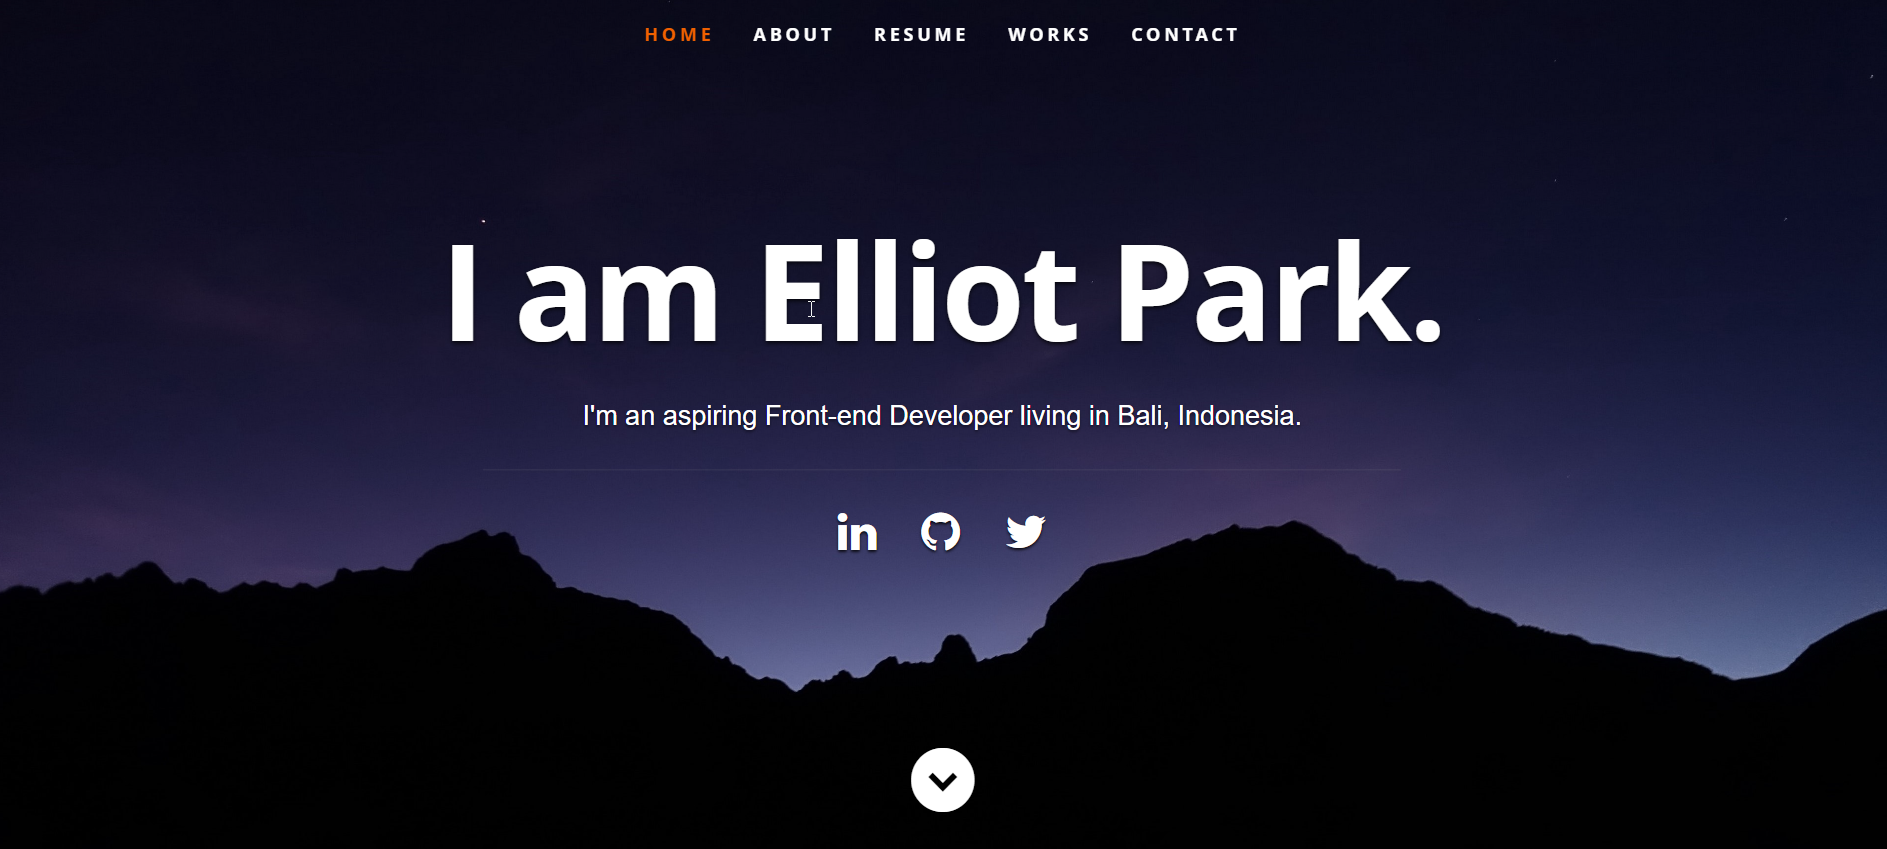 HOME ABOUT RESUME WORKS CONTACT
I am Elliot Park.
I'm an aspiring Front-end Developer living in Bali, Indonesia.
in